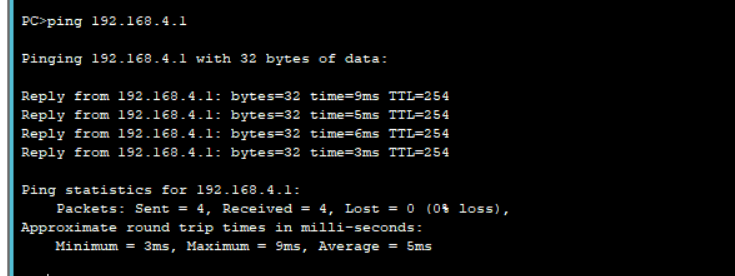 PC>ping 192.168.4.1
Pinging 192.168.4.1 with 32 bytes of data:
Reply from 192.168.4.1: bytes=32 time=9ms TTL=254
Reply from 192.168.4.1: bytes=32 time=5ms TTL=254
Reply from 192.168.4.1: bytes=32 time=6ms TTL=254
Reply from 192.168.4.1: bytes=32 time=3ms TTL=254
Ping statistics for 192.168.4.1:
Packets: Sent = 4, Received = 4, Lost = 0 (0% loss),
Approximate round trip times in milli-seconds:
Minimum = 3ms, Maximum = 9ms, Average = 5ms